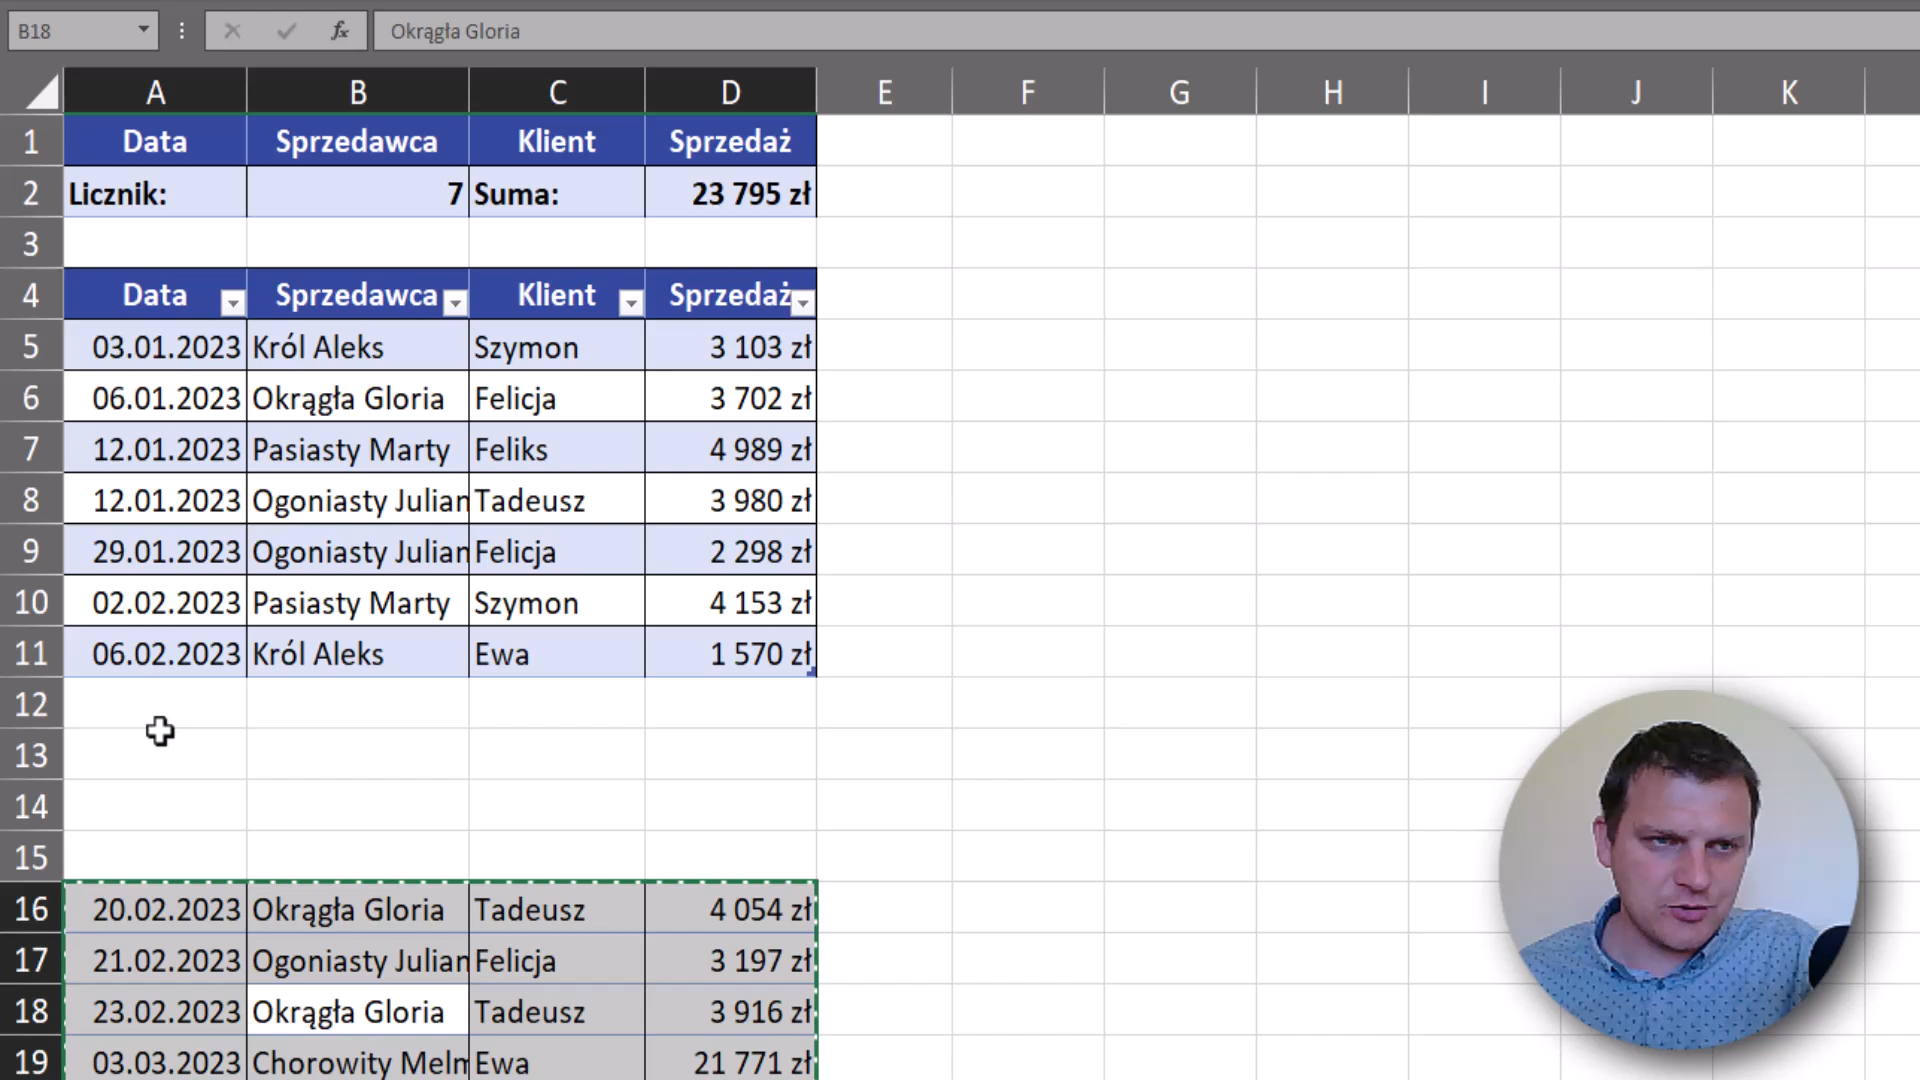 B18 fx Okrągła Gloria
A B C D E F G H I J K
1 Data Sprzedawca Klient Sprzedaż
2 Licznik: 7 Suma: 23 795 zł
3
4 Data Sprzedawca Klient Sprzedaż
5 03.01.2023 Król Aleks Szymon 3 103 zł
6 06.01.2023 Okrągła Gloria Felicja 3 702 zł
7 12.01.2023 Pasiasty Marty Feliks 4 989 zł
8 12.01.2023 Ogoniasty Julian Tadeusz 3 980 zł
9 29.01.2023 Ogoniasty Julian Felicja 2 298 zł
10 02.02.2023 Pasiasty Marty Szymon 4 153 zł
11 06.02.2023 Król Aleks Ewa 1 570 zł
12
13
14
15
16 20.02.2023 Okrągła Gloria Tadeusz 4 054 zł
17 21.02.2023 Ogoniasty Julian Felicja 3 197 zł
18 23.02.2023 Okrągła Gloria Tadeusz 3 916 zł
19 03.03.2023 Chorowity Melm Ewa 21 771 zł